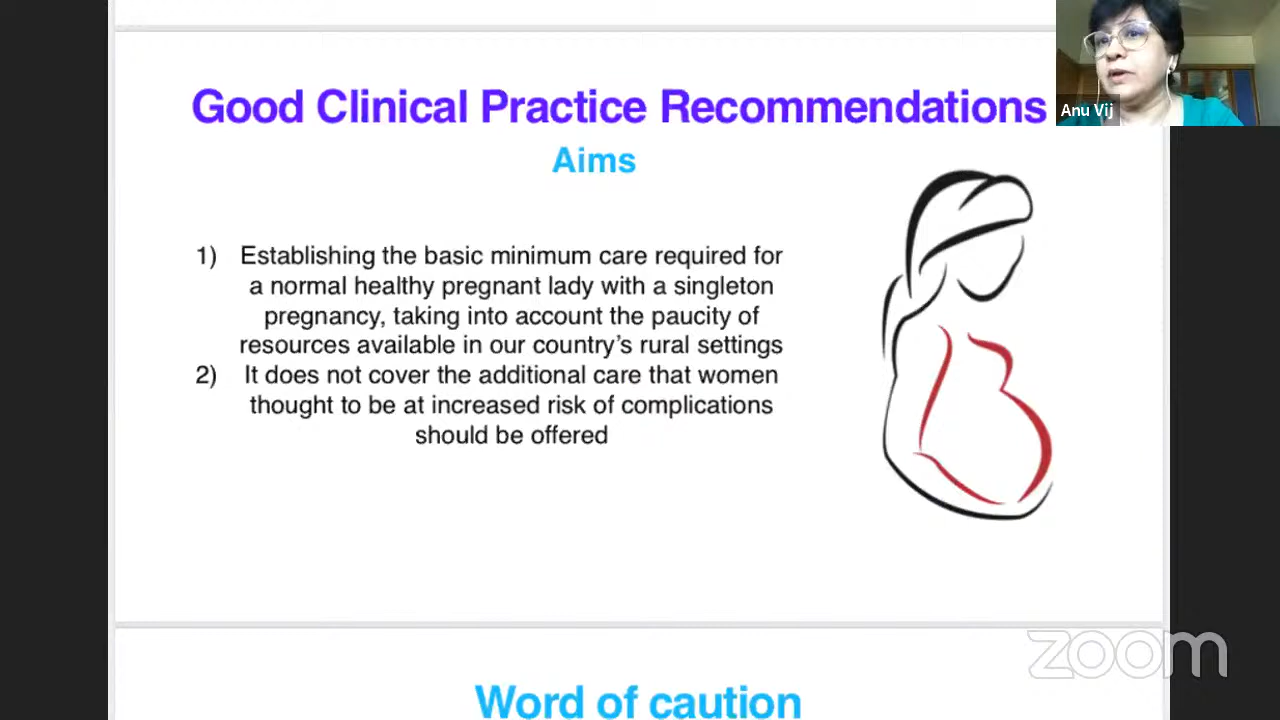 Good Clinical Practice Recommendations
Anu Vij
Aims
1) Establishing the basic minimum care required for
a normal healthy pregnant lady with a singleton
pregnancy, taking into account the paucity of
resources available in our country's rural settings
2) It does not cover the additional care that women
thought to be at increased risk of complications
should be offered
zoom
Word of caution